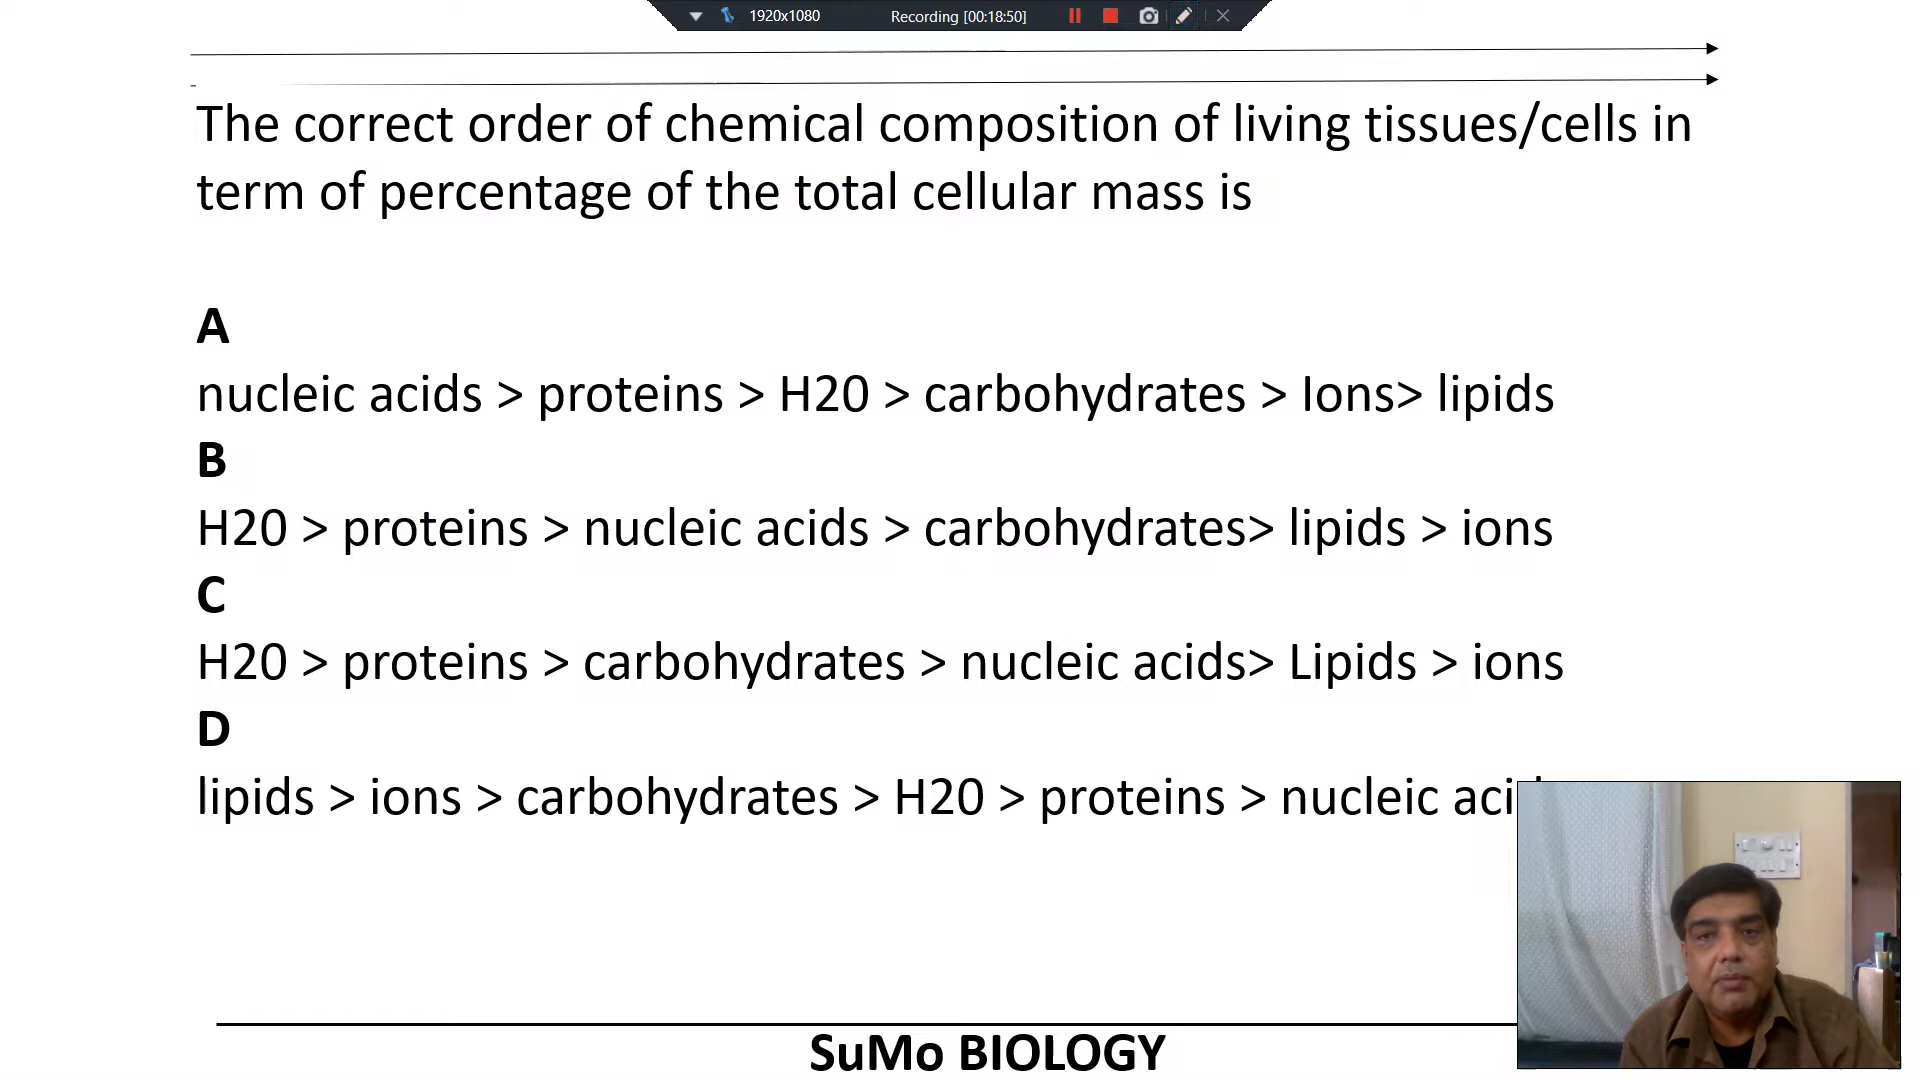 1920x1080 Recording [00:18:50]
The correct order of chemical composition of living tissues/cells in
term of percentage of the total cellular mass is
A
nucleic acids > proteins > H20 > carbohydrates > Ions> lipids
B
H20 > proteins > nucleic acids > carbohydrates> lipids > ions
C
H20 > proteins > carbohydrates > nucleic acids> Lipids > ions
D
lipids > ions > carbohydrates > H20 > proteins > nucleic
SuMo BIOLOGY